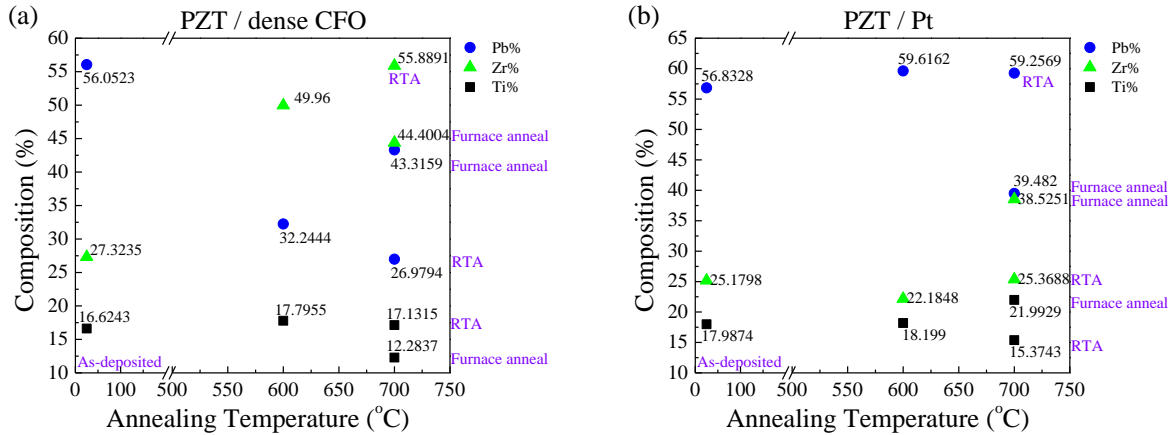 (a)
PZT / dense CFO
60
55
50
45
40
35
30
25
20
15
10
Composition (%)
56.0523
55.8891
RTA
49.96
44.4004
Furnace anneal
43.3159
Furnace anneal
32.2444
27.3235
26.9794
RTA
16.6243
17.7955
17.1315
RTA
12.2837
Furnace anneal
As-deposited
0
100
500
550
600
650
700
750
Annealing Temperature (°C)
Pb%
Zr%
Ti%
(b)
PZT / Pt
65
60
55
50
45
40
35
30
25
20
15
10
Composition (%)
56.8328
59.6162
59.2569
RTA
39.482
Furnace anneal
38.5251
Furnace anneal
25.1798
22.1848
25.3688
RTA
21.9929
Furnace anneal
17.9874
18.199
15.3743
RTA
As-deposited
0
100
500
550
600
650
700
750
Annealing Temperature (°C)
Pb%
Zr%
Ti%